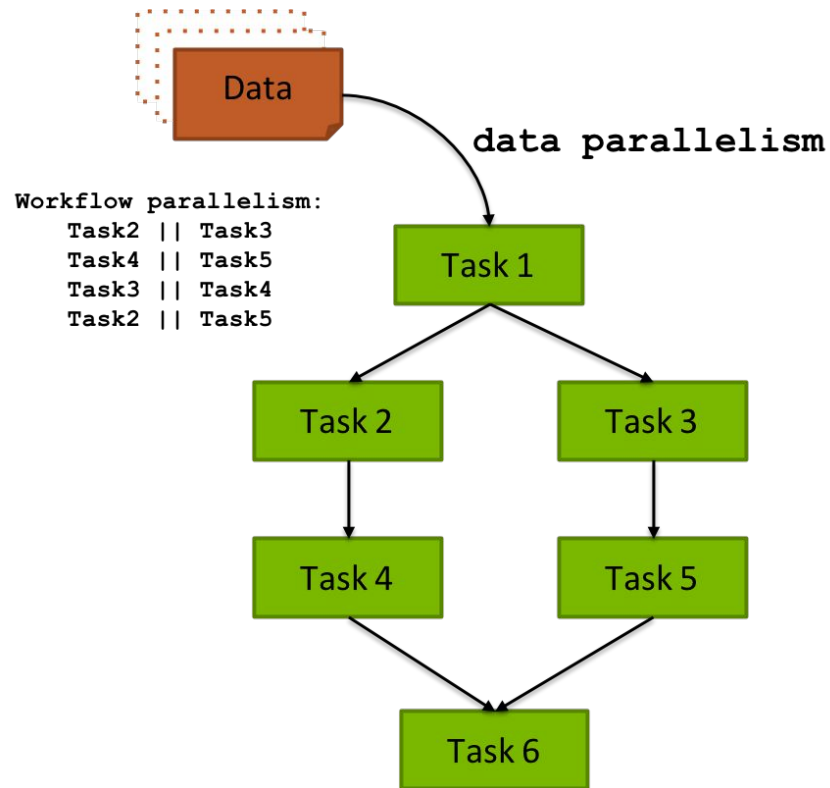 Data
data parallelism
Workflow parallelism:
Task2 || Task3
Task4 || Task5
Task3 || Task4
Task2 || Task5
Task 1
Task 2
Task 3
Task 4
Task 5
Task 6